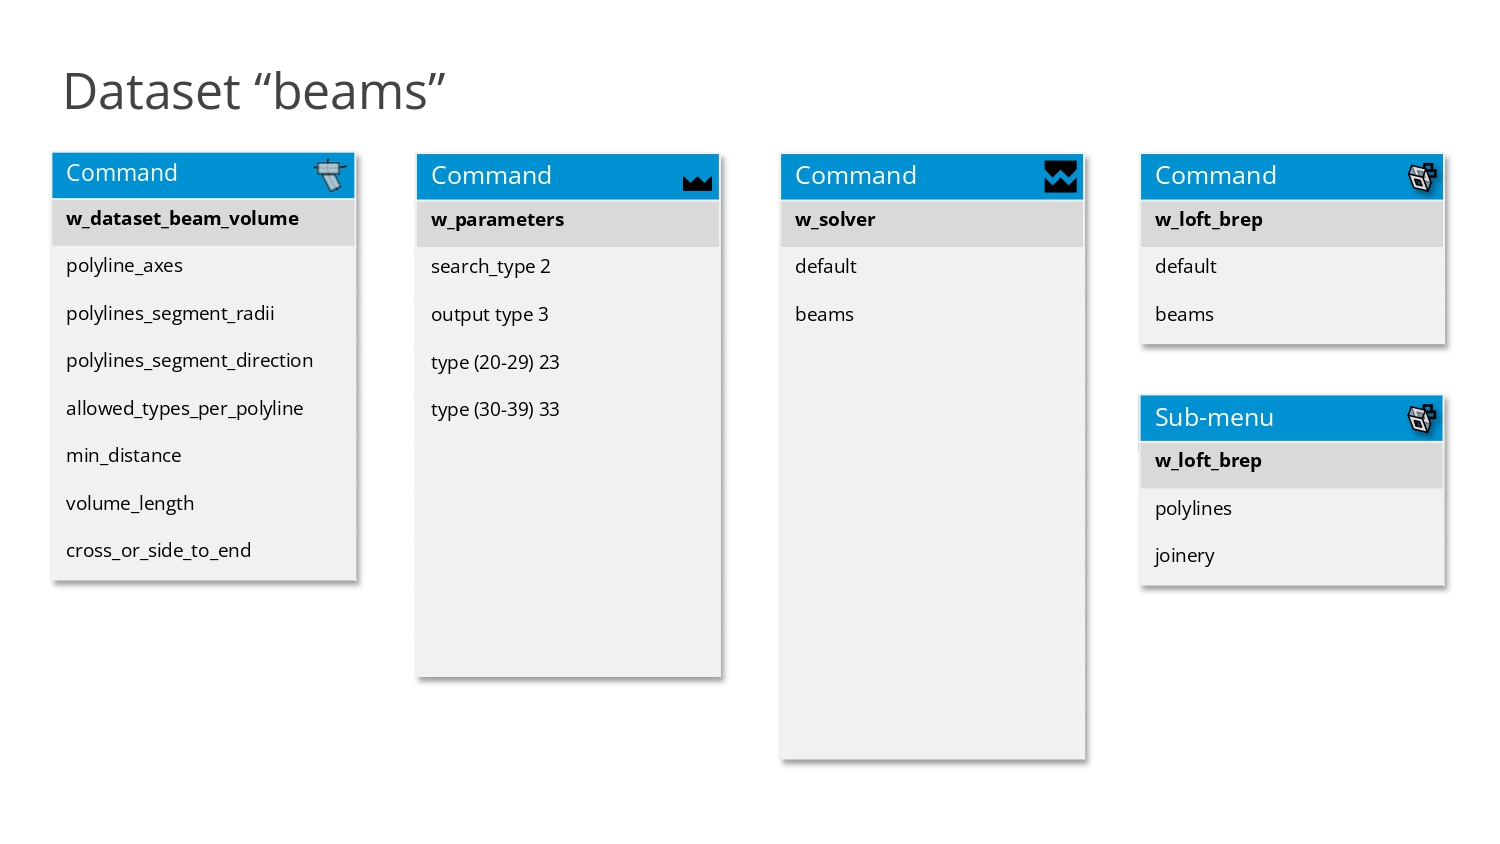 Dataset “beams”
Command
w_dataset_beam_volume
polyline_axes
polylines_segment_radii
polylines_segment_direction
allowed_types_per_polyline
min_distance
volume_length
cross_or_side_to_end
Command
w_parameters
search_type 2
output type 3
type (20-29) 23
type (30-39) 33
Command
w_solver
default
beams
Command
w_loft_brep
default
beams
Sub-menu
w_loft_brep
polylines
joinery